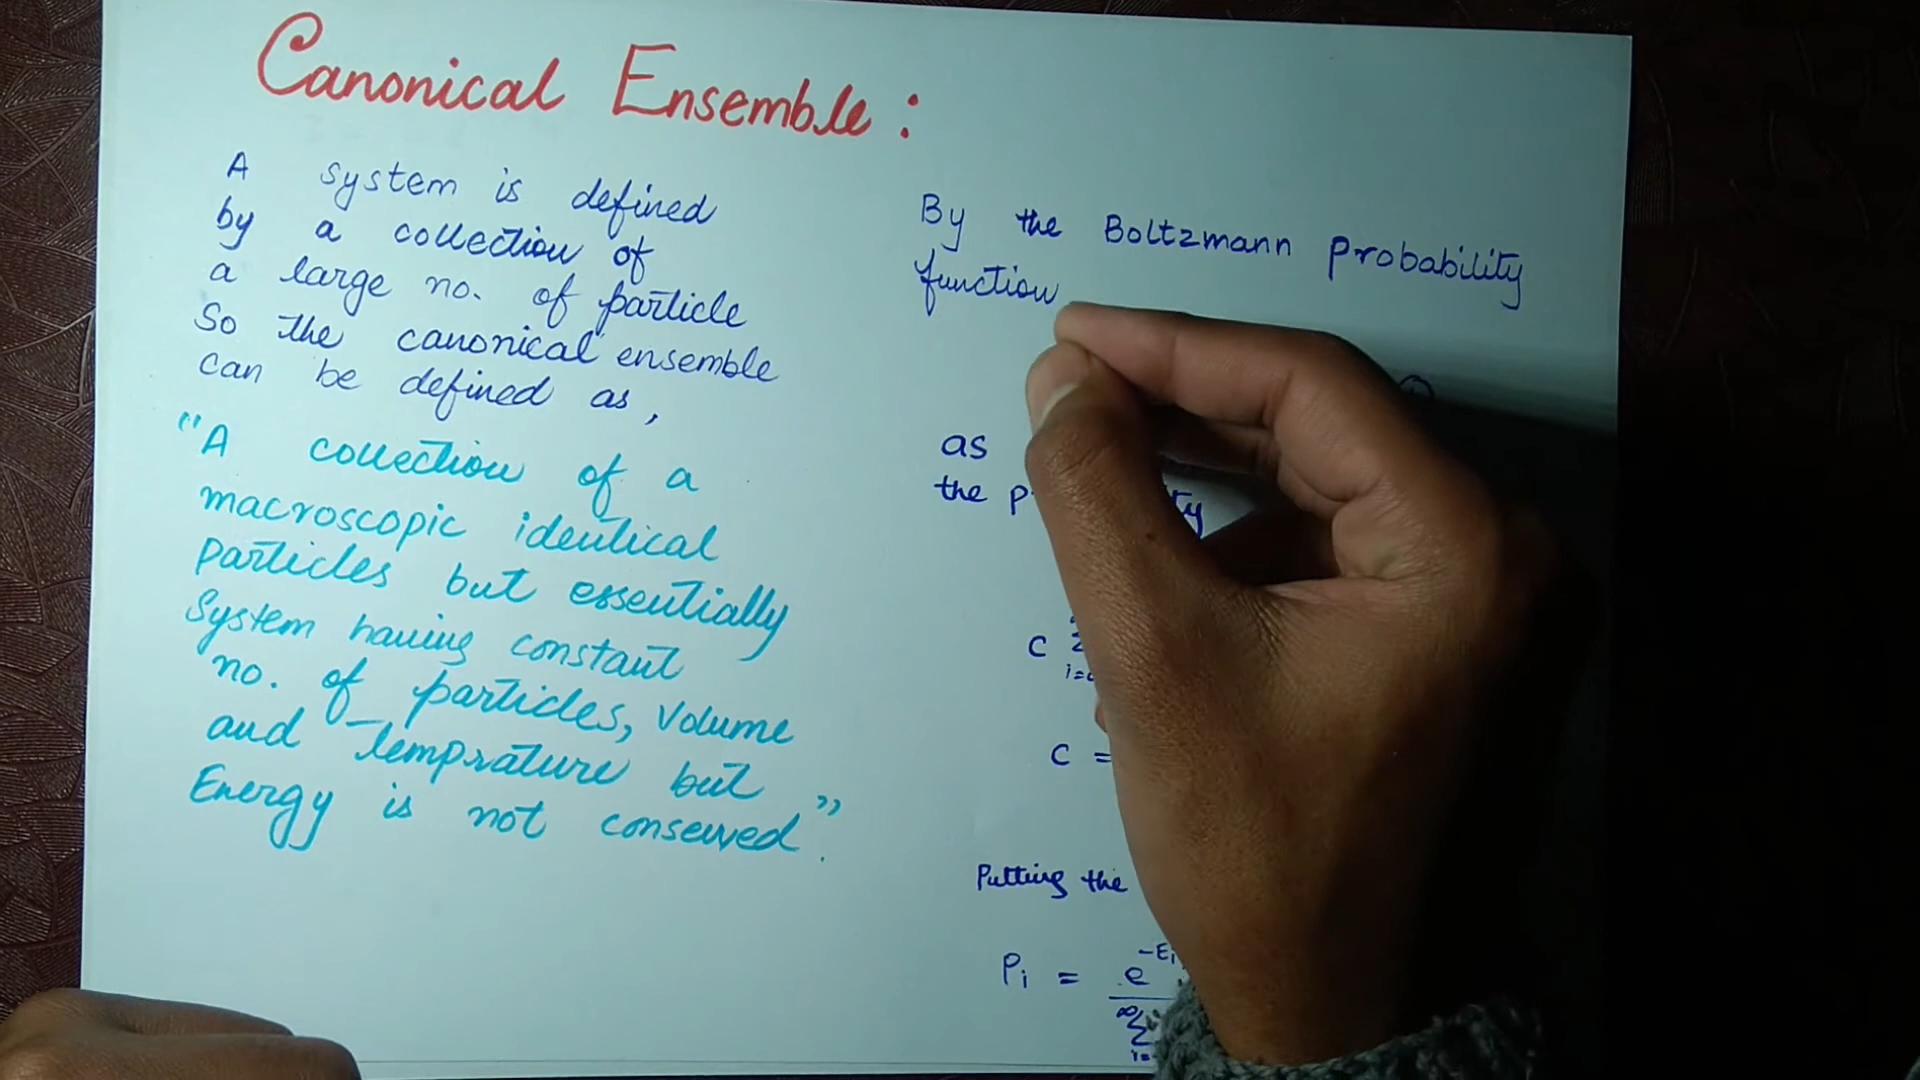 Canonical Ensemble :
A system is defined
by a collection of
a large no. of particle
So the canonical ensemble
can be defined as,
"A collection of a
macroscopic identical
Particles but essentially
System having constant
no. of particles, Volume
and temprature but
Energy is not conserved."
By the Boltzmann Probability
function
as
the
C Σ
C =
Putting the
Pi = e^-Ei
∞
Σ